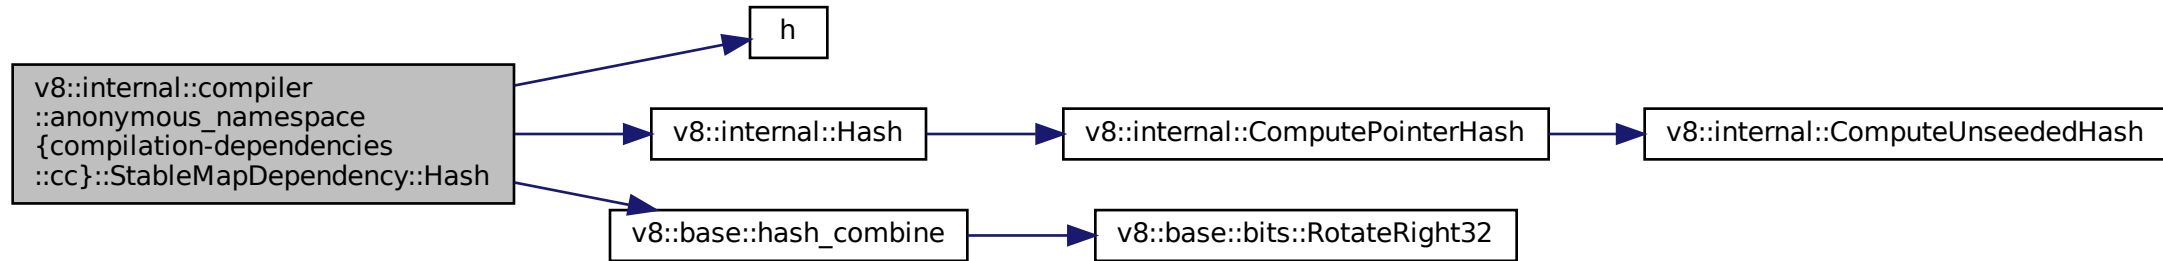 h
v8::internal::compiler
::anonymous_namespace
{compilation-dependencies
::cc}::StableMapDependency::Hash
v8::internal::Hash
v8::internal::ComputePointerHash
v8::internal::ComputeUnseededHash
v8::base::hash_combine
v8::base::bits::RotateRight32